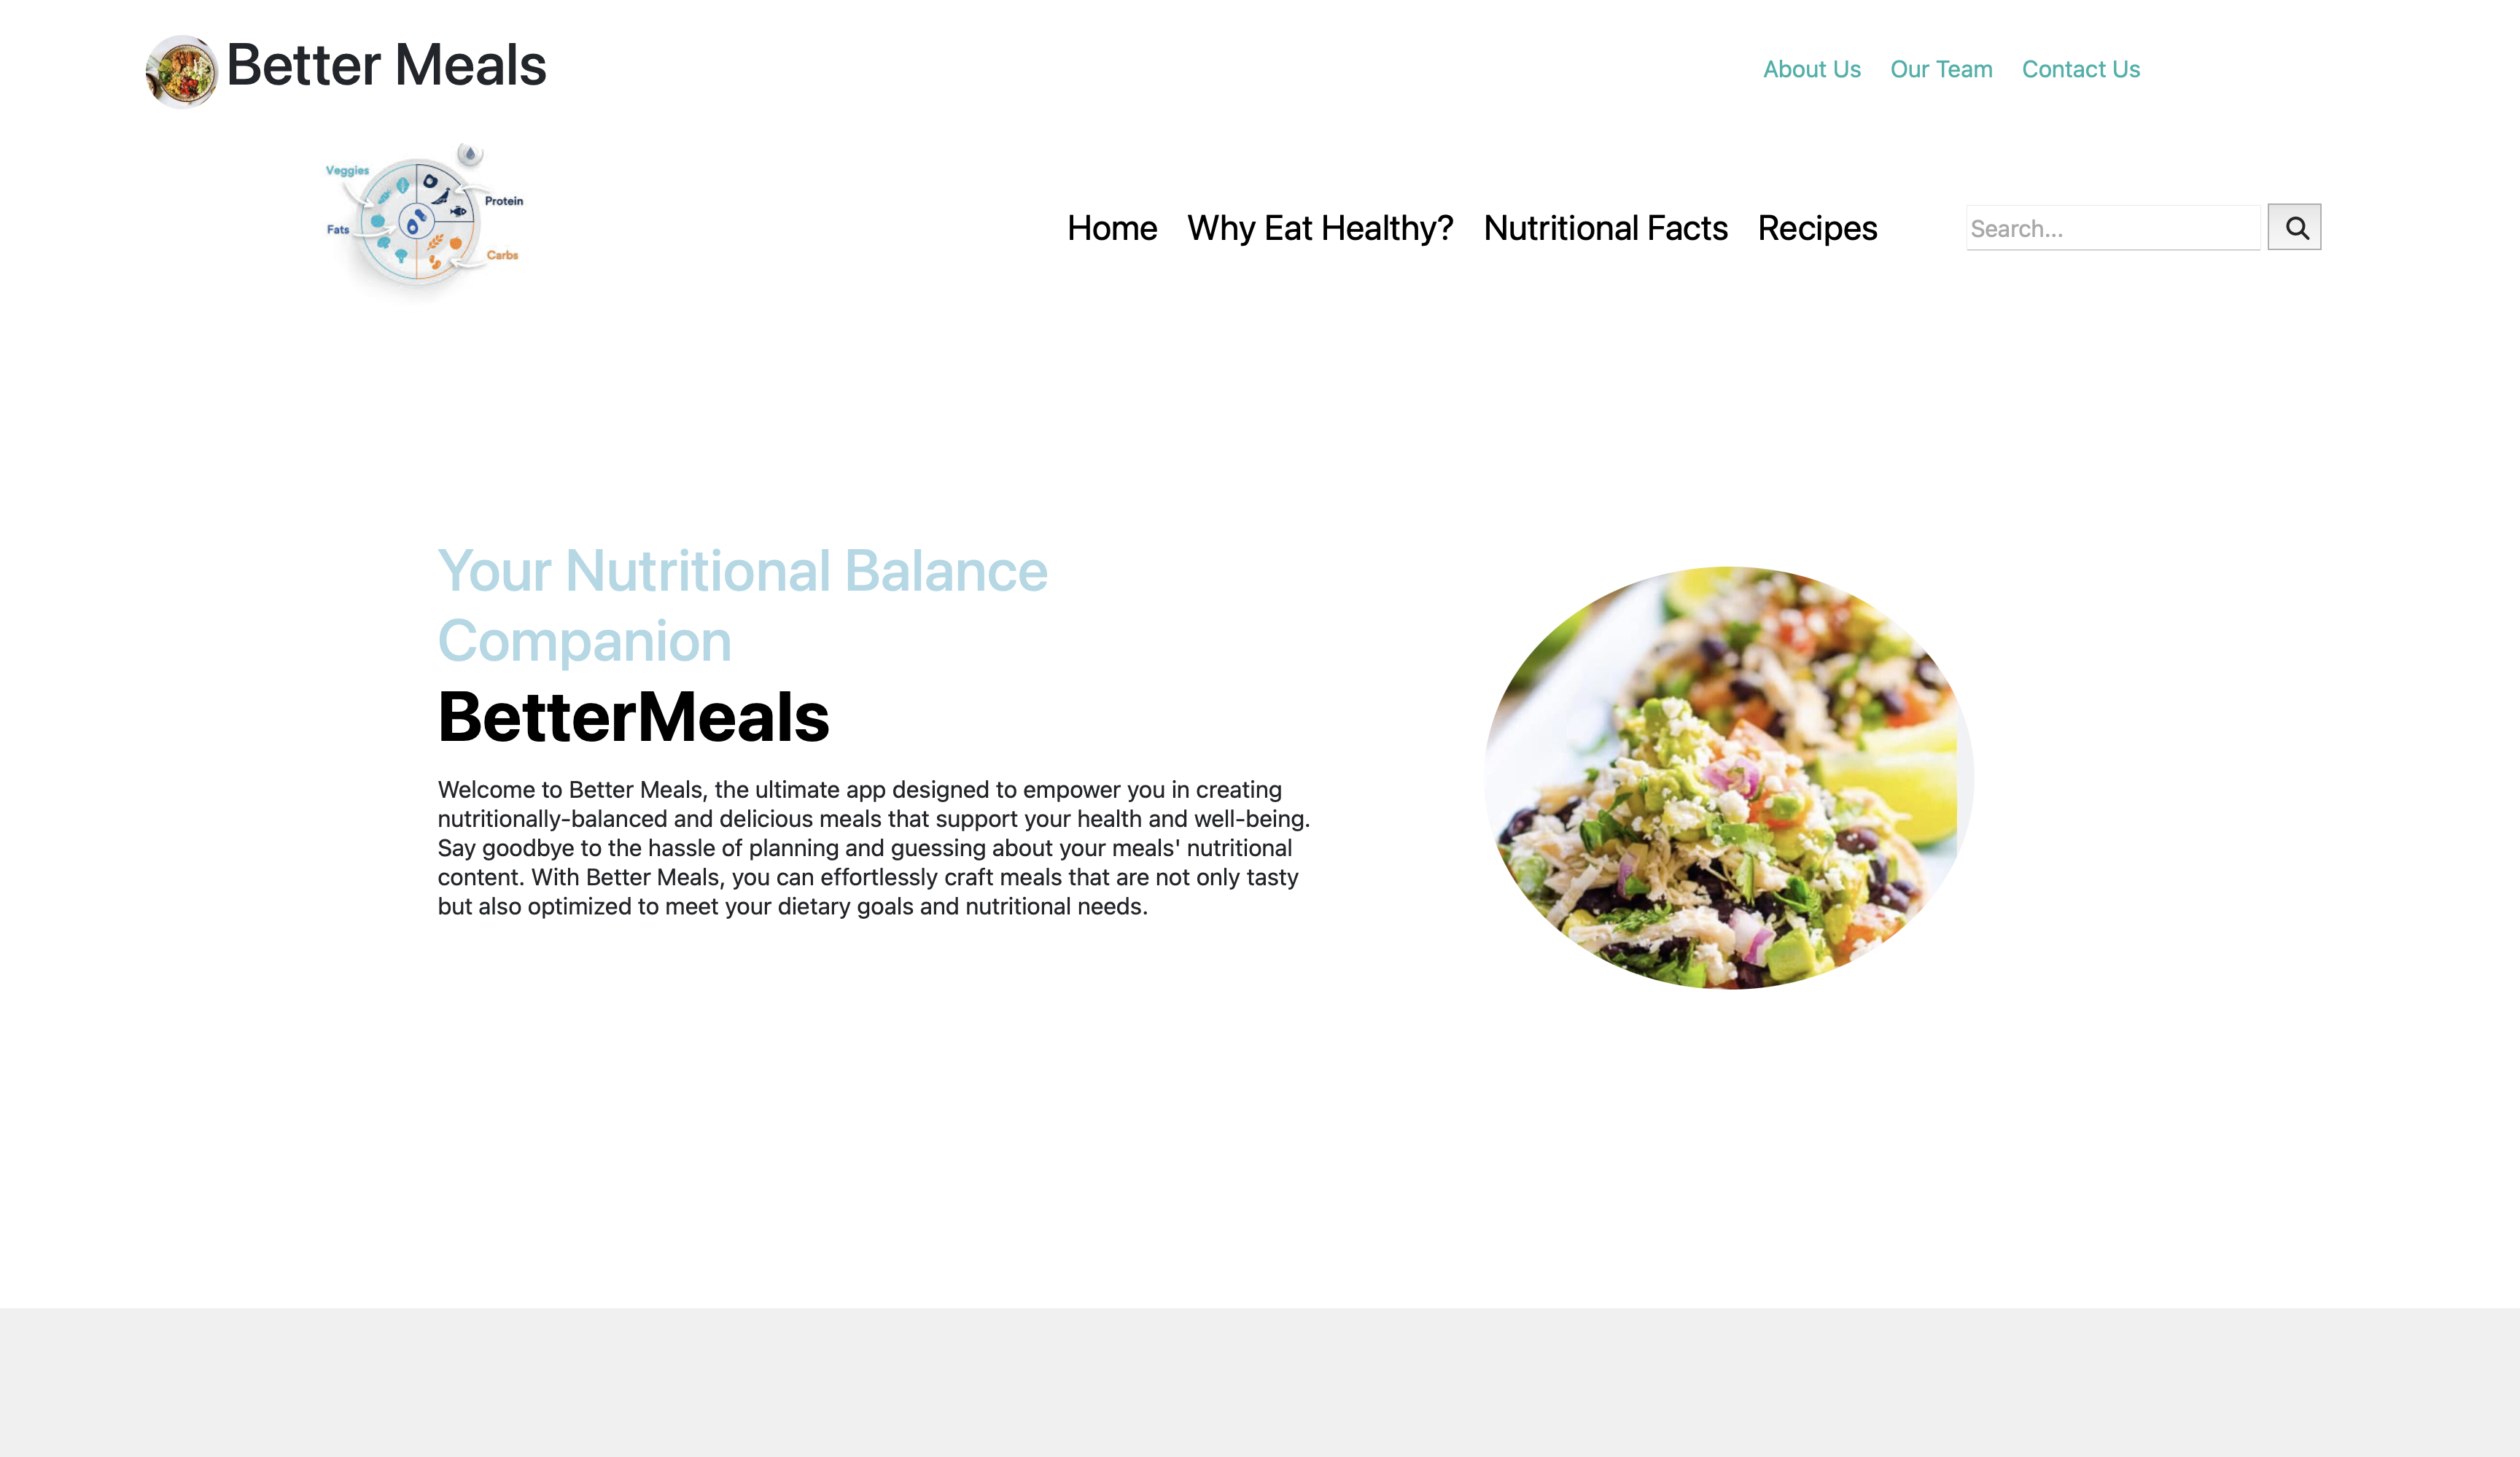 Better Meals
About Us Our Team Contact Us
Veggies
Protein
Fats
Carbs
Home Why Eat Healthy? Nutritional Facts Recipes Search...
Your Nutritional Balance
Companion
BetterMeals
Welcome to Better Meals, the ultimate app designed to empower you in creating
nutritionally-balanced and delicious meals that support your health and well-being.
Say goodbye to the hassle of planning and guessing about your meals' nutritional
content. With Better Meals, you can effortlessly craft meals that are not only tasty
but also optimized to meet your dietary goals and nutritional needs.